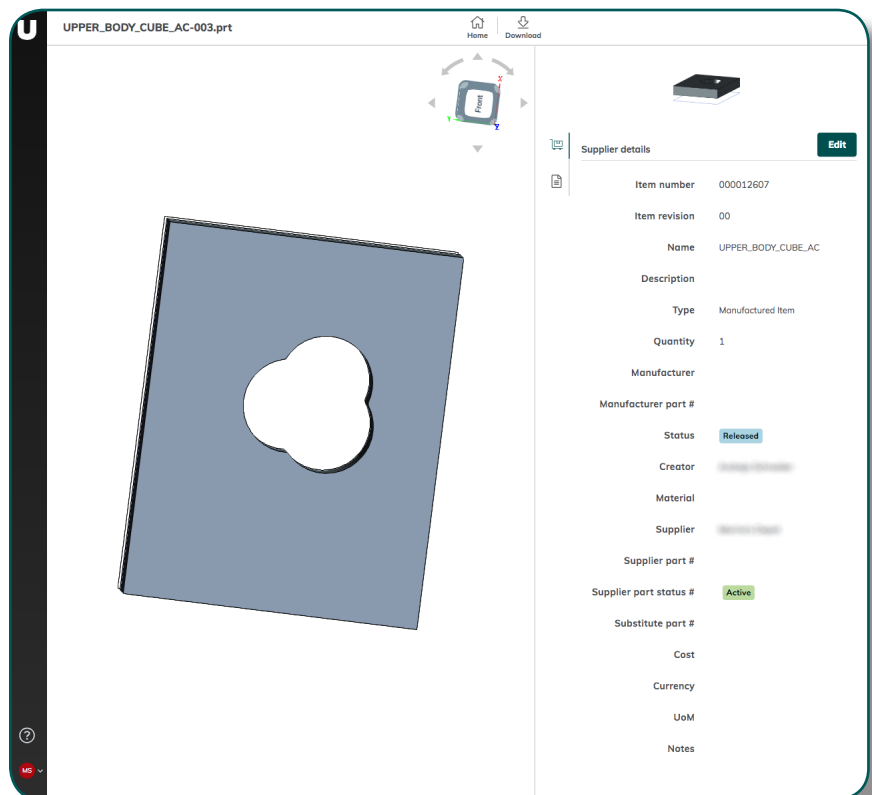 U
UPPER_BODY_CUBE_AC-003.prt
Home
Download
X
Front
Y
Z
Supplier details
Edit
Item number 000012607
Item revision 00
Name UPPER_BODY_CUBE_AC
Description
Type Manufactured Item
Quantity 1
Manufacturer
Manufacturer part #
Status Released
Creator
Material
Supplier
Supplier part #
Supplier part status # Active
Substitute part #
Cost
Currency
UoM
Notes
?
MS